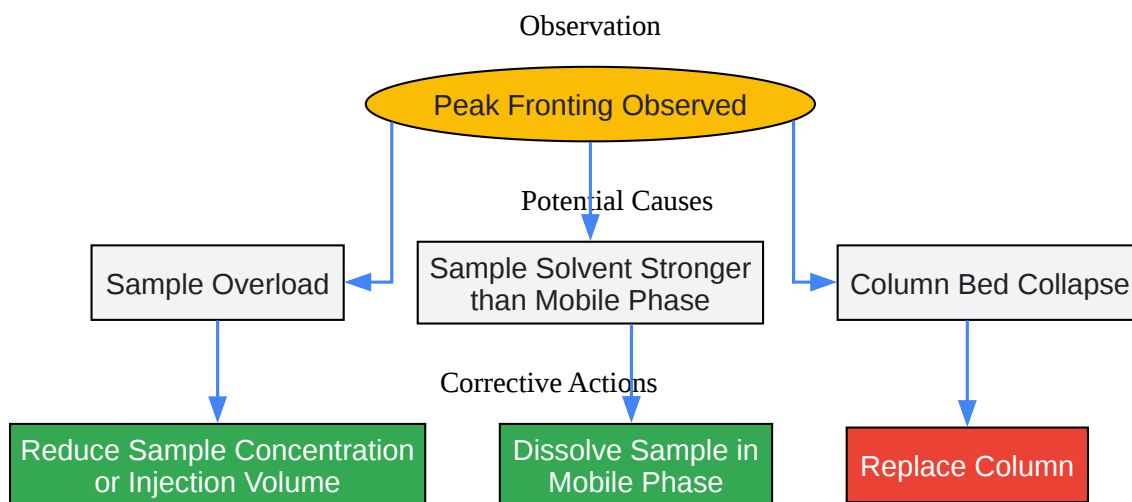 Observation
Peak Fronting Observed
Potential Causes
Sample Overload
Sample Solvent Stronger
than Mobile Phase
Column Bed Collapse
Corrective Actions
Reduce Sample Concentration
or Injection Volume
Dissolve Sample in
Mobile Phase
Replace Column